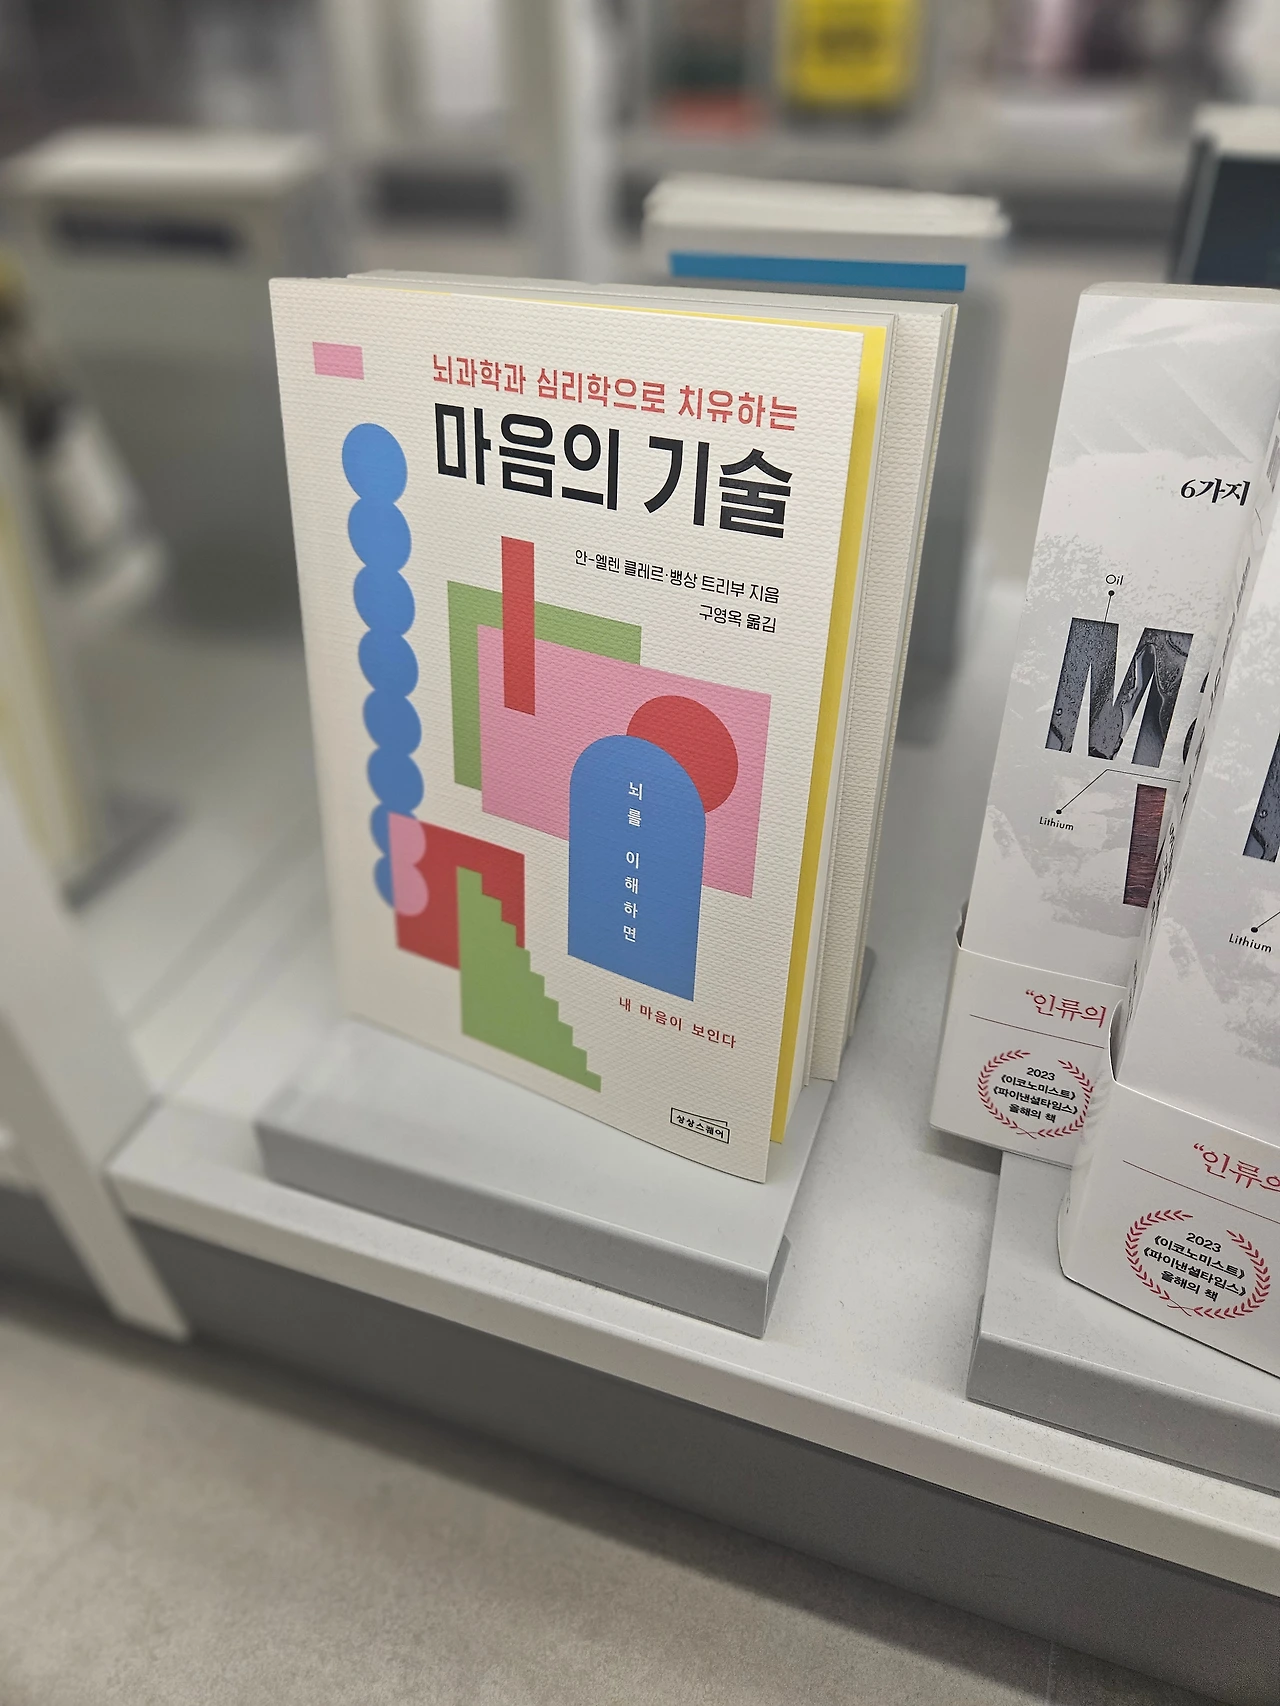 뇌과학과 심리학으로 치유하는
마음의 기술
안-엘렌 클레르·뱅상 트리부 지음
구영옥 옮김
뇌를 이해하면
내 마음이 보인다
상상스퀘어
6가지
Oil
M
Lithium
“인류의
2023
《이코노미스트》
《파이낸셜타임스》
올해의 책
Lithium
“인류의
2023
《이코노미스트》
《파이낸셜타임스》
올해의 책